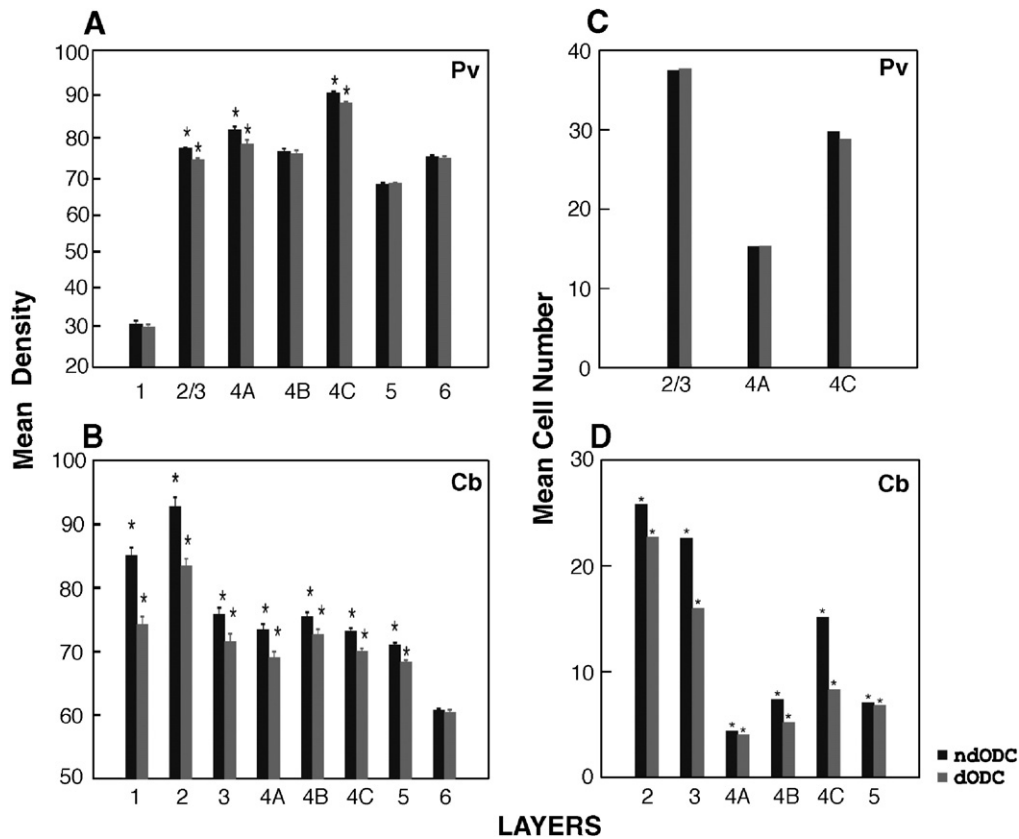 A
Pv
100
90
80
70
60
50
40
30
20
1 2/3 4A 4B 4C 5 6
Mean Density
B
Cb
100
90
80
70
60
50
1 2 3 4A 4B 4C 5 6
C
Pv
40
30
20
10
0
2/3 4A 4C
Mean Cell Number
D
Cb
30
20
10
0
2 3 4A 4B 4C 5
ndODC
dODC
LAYERS